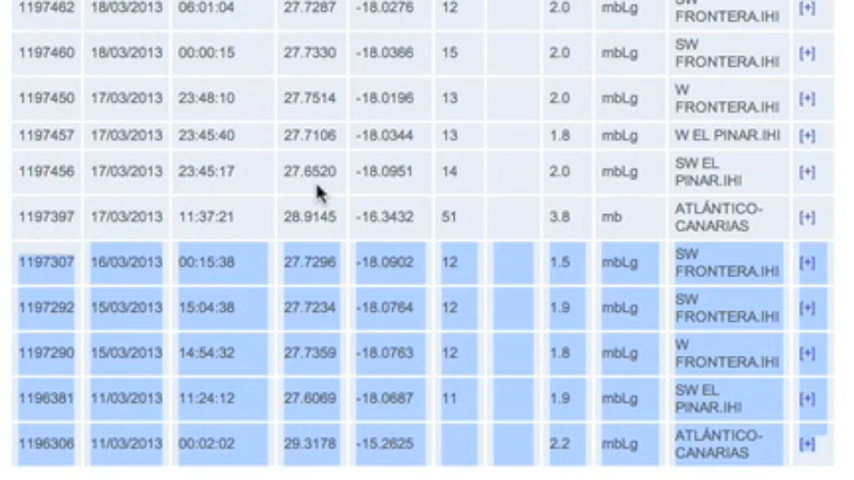 1197462 18/03/2013 06:01:04 27.7287 -18.0276 12 2.0 mbLg SW FRONTERA.IHI [+]
1197460 18/03/2013 00:00:15 27.7330 -18.0366 15 2.0 mbLg SW FRONTERA.IHI [+]
1197450 17/03/2013 23:48:10 27.7514 -18.0196 13 2.0 mbLg W FRONTERA.IHI [+]
1197457 17/03/2013 23:45:40 27.7106 -18.0344 13 1.8 mbLg W EL PINAR.IHI [+]
1197456 17/03/2013 23:45:17 27.6520 -18.0951 14 2.0 mbLg SW EL PINAR.IHI [+]
1197397 17/03/2013 11:37:21 28.9145 -16.3432 51 3.8 mb ATLÁNTICO-CANARIAS [+]
1197307 16/03/2013 00:15:38 27.7296 -18.0902 12 1.5 mbLg SW FRONTERA.IHI [+]
1197292 15/03/2013 15:04:38 27.7234 -18.0764 12 1.9 mbLg SW FRONTERA.IHI [+]
1197290 15/03/2013 14:54:32 27.7359 -18.0763 12 1.8 mbLg W FRONTERA.IHI [+]
1196381 11/03/2013 11:24:12 27.6069 -18.0687 11 1.9 mbLg SW EL PINAR.IHI [+]
1196306 11/03/2013 00:02:02 29.3178 -15.2625 2.2 mbLg ATLÁNTICO-CANARIAS [+]